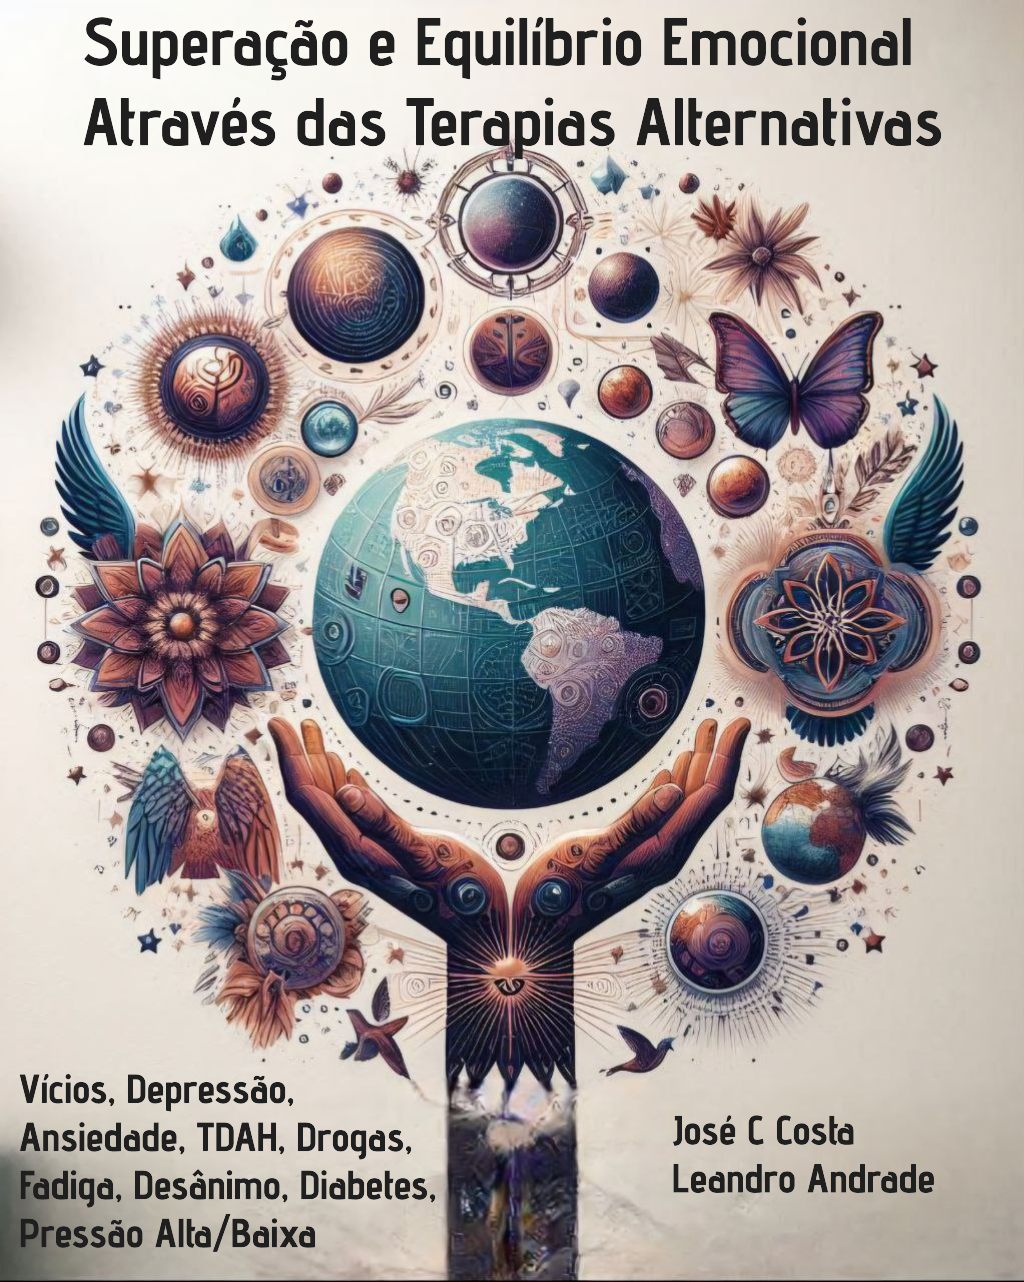 Superação e Equilíbrio Emocional
Através das Terapias Alternativas
Vícios, Depressão,
Ansiedade, TDAH, Drogas,
Fadiga, Desânimo, Diabetes,
Pressão Alta/Baixa
José C Costa
Leandro Andrade